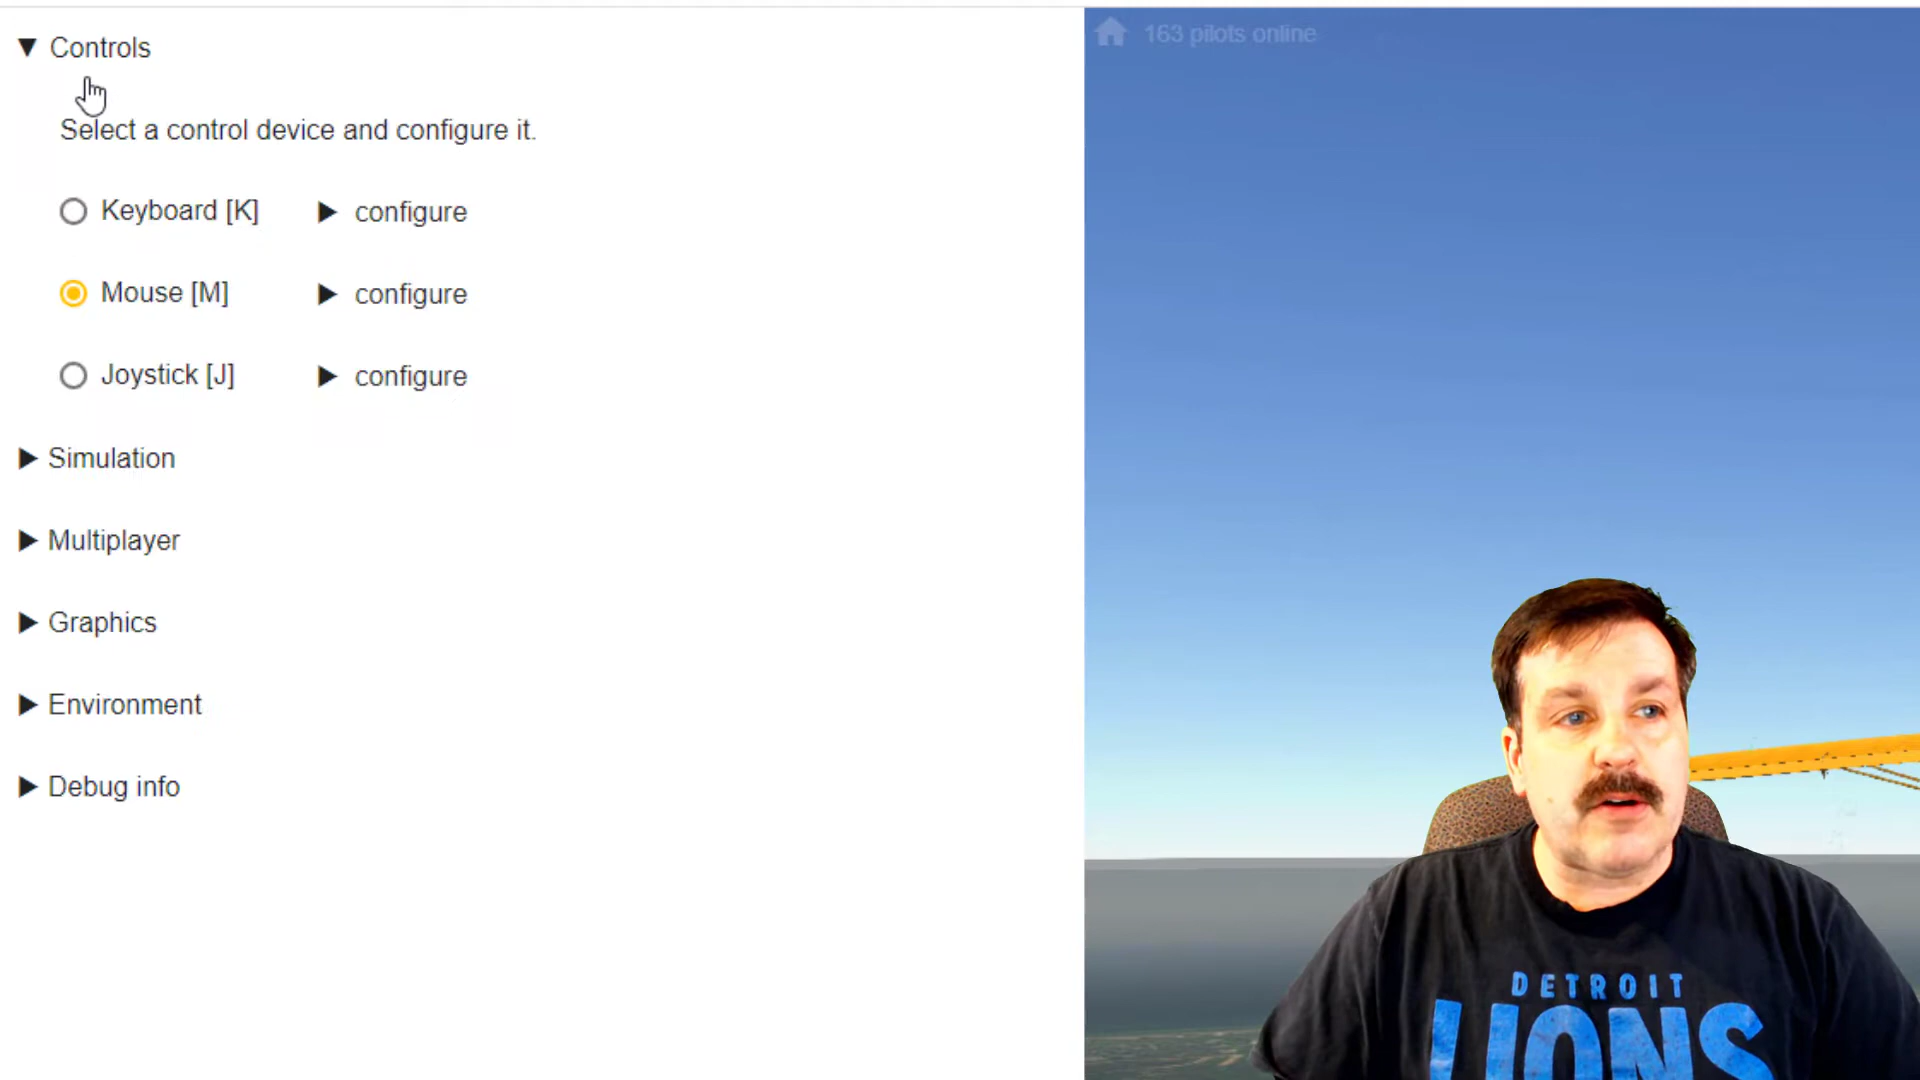 Controls
Select a control device and configure it.
Keyboard [K] configure
Mouse [M] configure
Joystick [J] configure
Simulation
Multiplayer
Graphics
Environment
Debug info
163 pilots online
DETROIT
LIONS